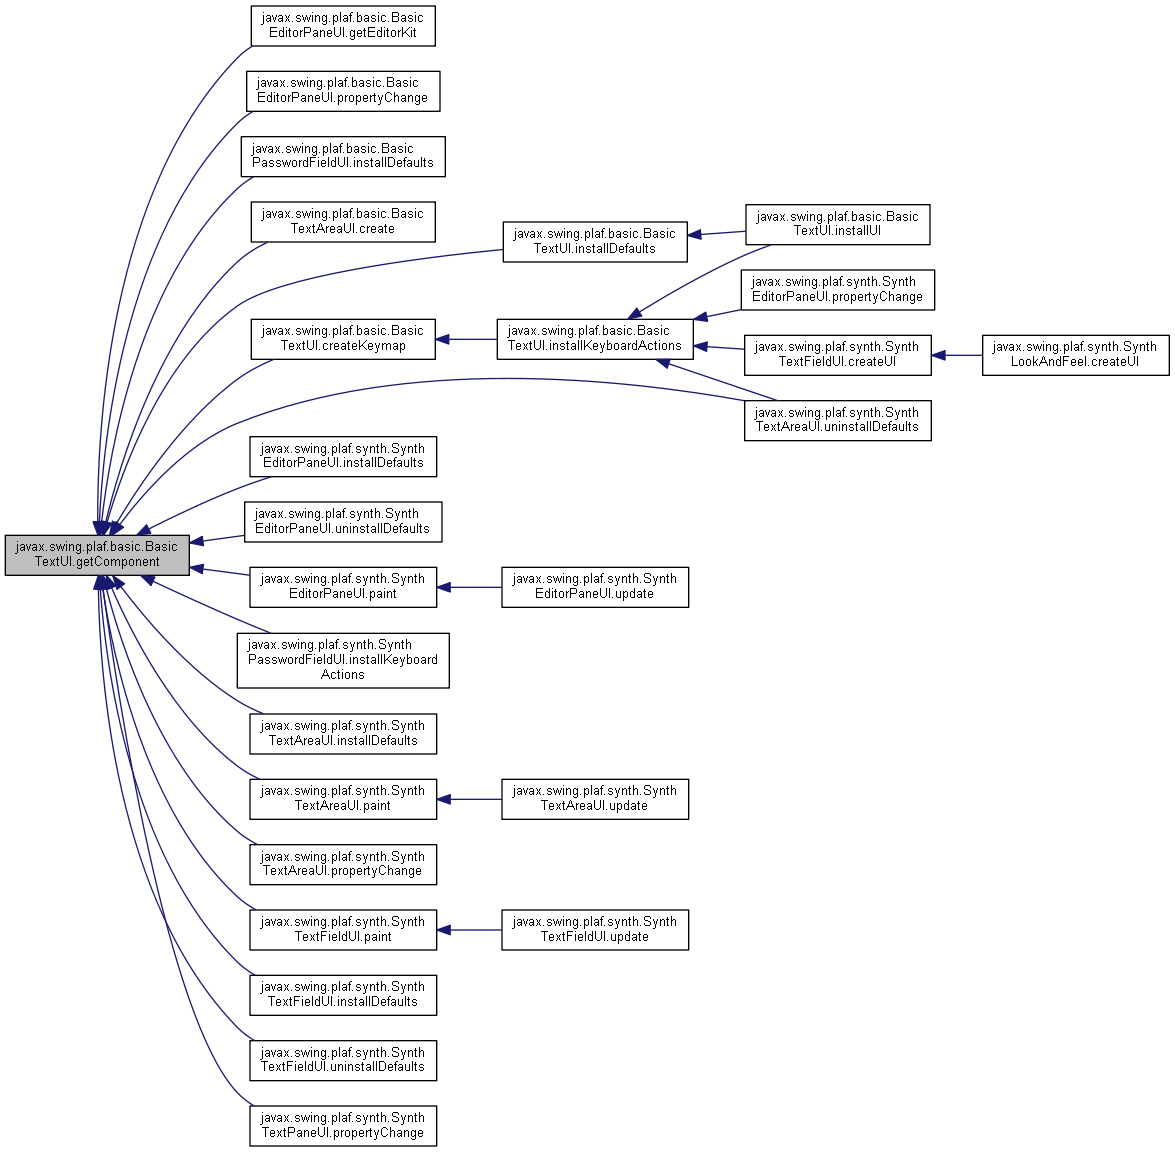 javax.swing.plaf.basic.Basic
EditorPaneUI.getEditorKit
javax.swing.plaf.basic.Basic
EditorPaneUI.propertyChange
javax.swing.plaf.basic.Basic
PasswordFieldUI.installDefaults
javax.swing.plaf.basic.Basic
TextAreaUI.create
javax.swing.plaf.basic.Basic
TextUI.installDefaults
javax.swing.plaf.basic.Basic
TextUI.installUI
javax.swing.plaf.synth.Synth
EditorPaneUI.propertyChange
javax.swing.plaf.basic.Basic
TextUI.createKeymap
javax.swing.plaf.basic.Basic
TextUI.installKeyboardActions
javax.swing.plaf.synth.Synth
TextFieldUI.createUI
javax.swing.plaf.synth.Synth
LookAndFeel.createUI
javax.swing.plaf.synth.Synth
TextAreaUI.uninstallDefaults
javax.swing.plaf.synth.Synth
EditorPaneUI.installDefaults
javax.swing.plaf.synth.Synth
EditorPaneUI.uninstallDefaults
javax.swing.plaf.basic.Basic
TextUI.getComponent
javax.swing.plaf.synth.Synth
EditorPaneUI.paint
javax.swing.plaf.synth.Synth
EditorPaneUI.update
javax.swing.plaf.synth.Synth
PasswordFieldUI.installKeyboard
Actions
javax.swing.plaf.synth.Synth
TextAreaUI.installDefaults
javax.swing.plaf.synth.Synth
TextAreaUI.paint
javax.swing.plaf.synth.Synth
TextAreaUI.update
javax.swing.plaf.synth.Synth
TextAreaUI.propertyChange
javax.swing.plaf.synth.Synth
TextFieldUI.paint
javax.swing.plaf.synth.Synth
TextFieldUI.update
javax.swing.plaf.synth.Synth
TextFieldUI.installDefaults
javax.swing.plaf.synth.Synth
TextFieldUI.uninstallDefaults
javax.swing.plaf.synth.Synth
TextPaneUI.propertyChange